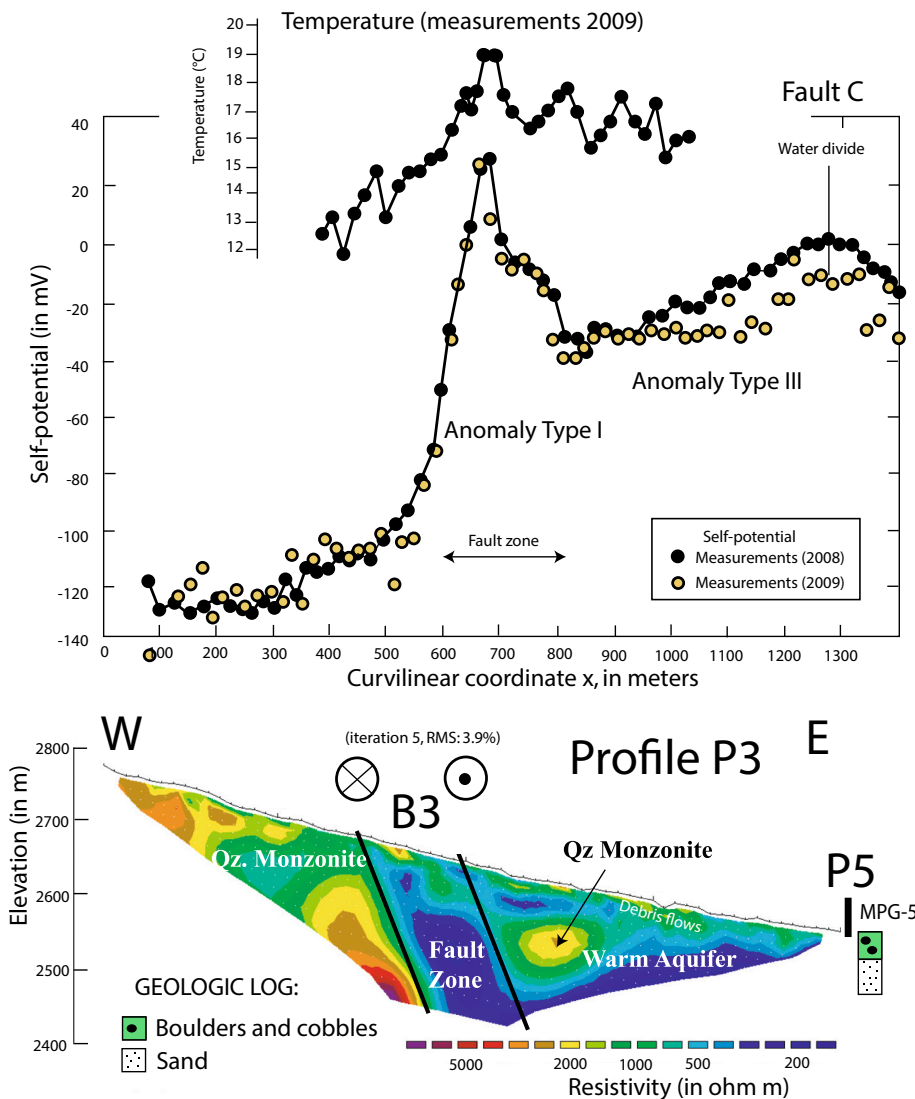 Temperature (measurements 2009)
20
19
18
17
16
15
14
13
12
Temperature (°C)
Fault C
Water divide
40
20
0
-20
-40
-60
-80
-100
-120
-140
Self-potential (in mV)
Anomaly Type III
Anomaly Type I
Fault zone
Self-potential
Measurements (2008)
Measurements (2009)
0 0 100 200 300 400 500 600 700 800 900 1000 1100 1200 1300
Curvilinear coordinate x, in meters
W
(iteration 5, RMS: 3.9%)
Profile P3
E
B3
2800
2700
2600
2500
2400
Elevation (in m)
Qz. Monzonite
Qz Monzonite
P5
MPG-5
Debris flows
Fault
Zone
Warm Aquifer
GEOLOGIC LOG:
Boulders and cobbles
Sand
5000 2000 1000 500 200
Resistivity (in ohm m)